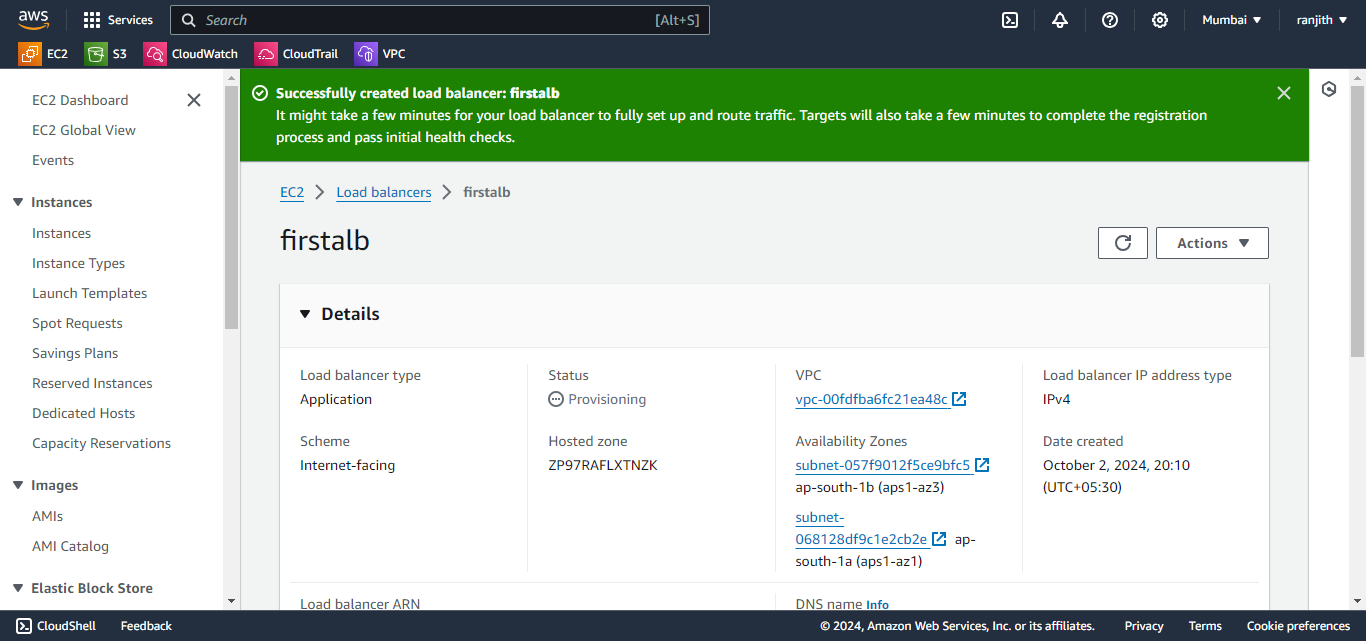 aws
Services
Search
[Alt+S]
Mumbai
ranjith
EC2
S3
CloudWatch
CloudTrail
VPC
EC2 Dashboard
EC2 Global View
Events
Instances
Instances
Instance Types
Launch Templates
Spot Requests
Savings Plans
Reserved Instances
Dedicated Hosts
Capacity Reservations
Images
AMIs
AMI Catalog
Elastic Block Store
Successfully created load balancer: firstalb
It might take a few minutes for your load balancer to fully set up and route traffic. Targets will also take a few minutes to complete the registration
process and pass initial health checks.
EC2 > Load balancers > firstalb
firstalb
Actions
Details
Load balancer type
Application
Scheme
Internet-facing
Status
Provisioning
Hosted zone
ZP97RAFLXTNZK
VPC
vpc-00fdfba6fc21ea48c
Availability Zones
subnet-057f9012f5ce9bfc5
ap-south-1b (aps1-az3)
subnet-
068128df9c1e2cb2e ap-
south-1a (aps1-az1)
Load balancer IP address type
IPv4
Date created
October 2, 2024, 20:10
(UTC+05:30)
Load balancer ARN
DNS name Info
CloudShell
Feedback
© 2024, Amazon Web Services, Inc. or its affiliates.
Privacy
Terms
Cookie preferences